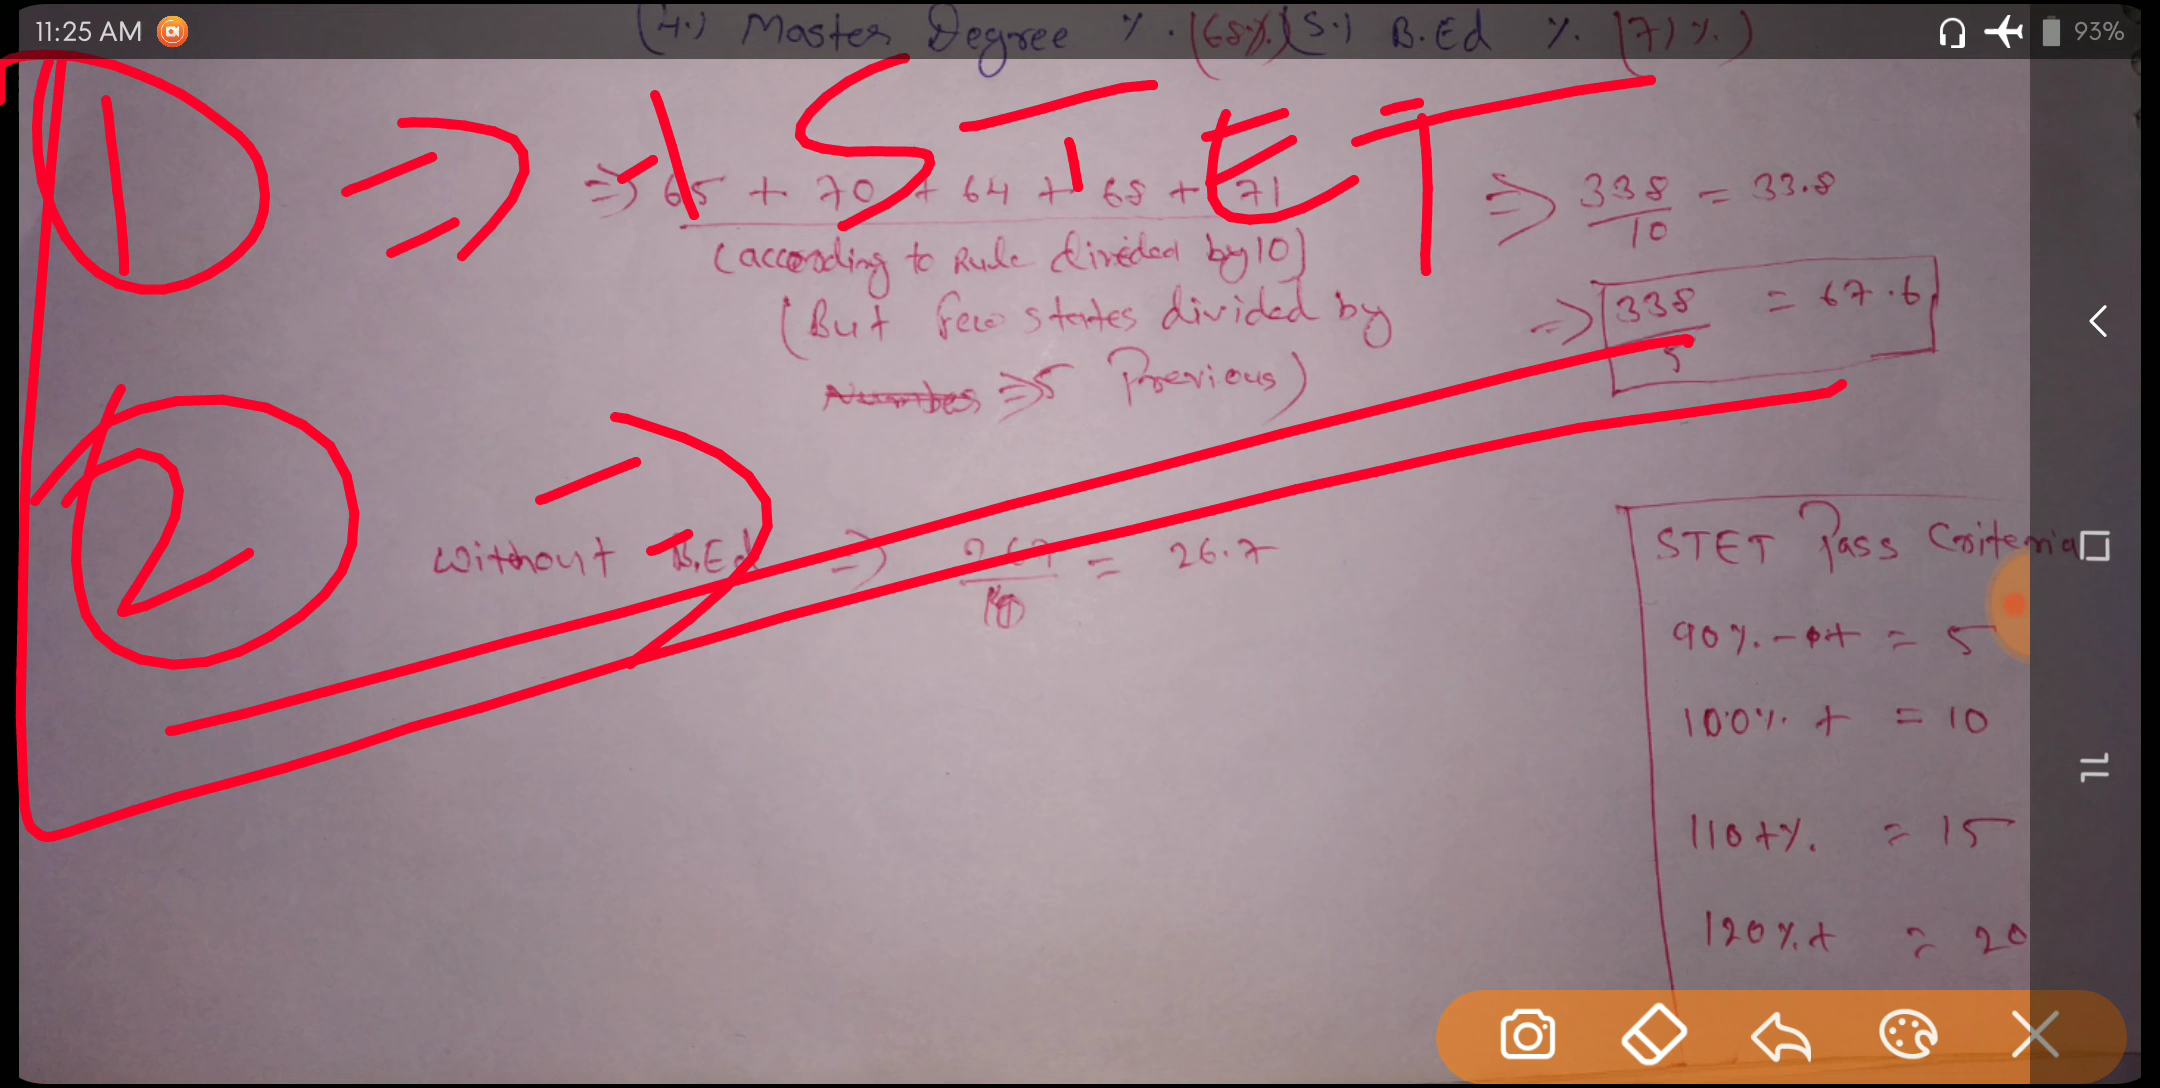 11:25 AM 93%
(4.) Master Degree %. (68%.) (5.) B.Ed %. (71%.)
① ⇒ STET
⇒ 65 + 70 + 64 + 68 + 71 ⇒ 338/10 = 33.8
(according to Rule divided by 10)
(But few states divided by ⇒ 338/5 = 67.6
⇒ 5 Previous)
② ⇒
without B.Ed ⇒ 267/10 = 26.7
STET Pass Criteria
90%. - + = 5
100%. + = 10
110+%. = 15
120%.+ = 20